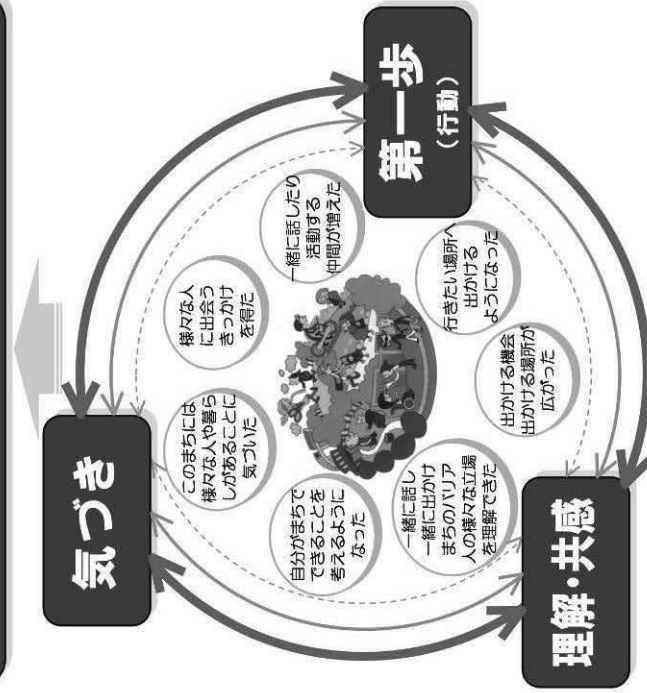 気づき
第一歩
(行動)
理解・共感
このまちには
様々な人や暮ら
しがあることに
気づいた
様々な人
に出会う
きっかけ
を得た
一緒に話したり
活動する
仲間が増えた
行きたい場所へ
出かける
ようになった
出かける機会
出かける場所が
広がった
一緒に話し
一緒に出かけ
まちのバリア
人の様々な立場
を理解できた
自分がまちで
できることを
考えるように
なった